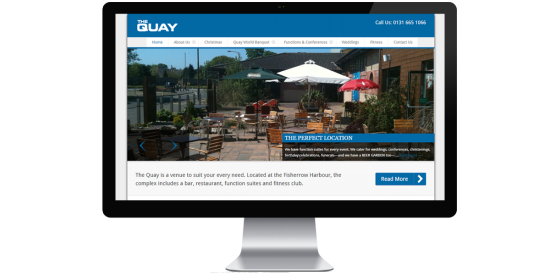 THE
QUAY
Call Us: 0131 665 1066
Home About Us Christmas Quay World Banquet Functions & Conferences Weddings Photos Contact Us
THE PERFECT LOCATION
We have function suites for every event. We cater for weddings, conferences, christenings,
birthday celebrations, funerals—and we have a BEER GARDEN too—
The Quay is a venue to suit your every need. Located at the Fisherrow Harbour, the
complex includes a bar, restaurant, function suites and fitness club.
Read More